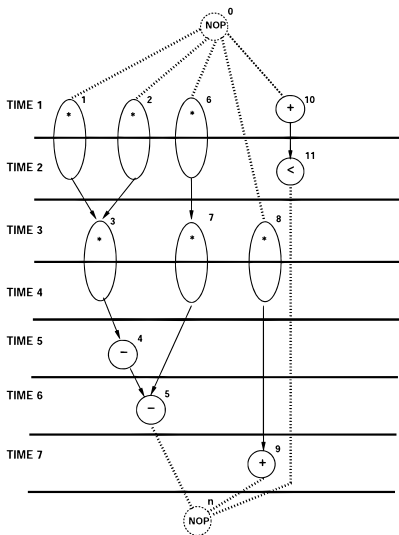 0
NOP
TIME 1
1
*
2
*
6
*
10
+
TIME 2
11
<
TIME 3
3
*
7
*
8
*
TIME 4
TIME 5
4
−
TIME 6
5
−
TIME 7
9
+
n
NOP